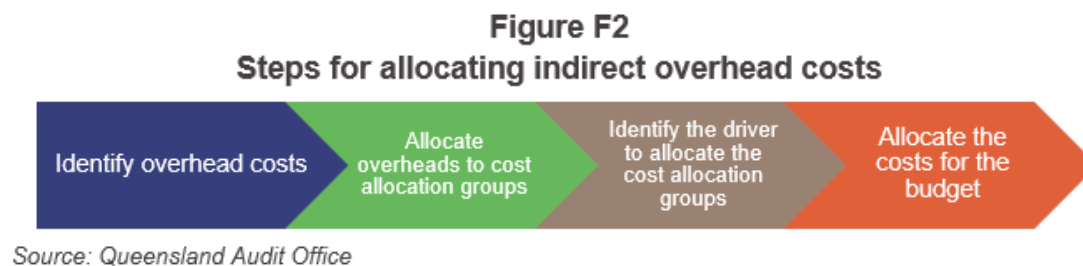 Figure F2
Steps for allocating indirect overhead costs
Identify overhead costs
Allocate
overheads to cost
allocation groups
Identify the driver
to allocate the
cost allocation
groups
Allocate the
costs for the
budget
Source: Queensland Audit Office